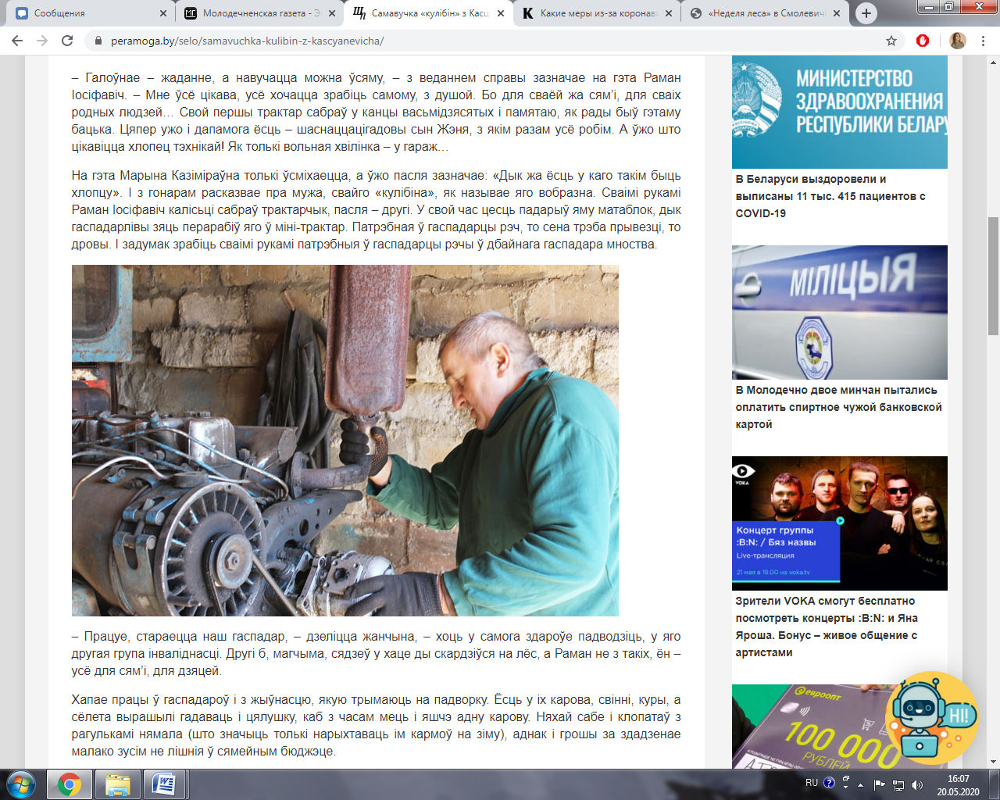 Сообщения
Молодечненская газета - Эк
Самавучка «кулібін» з Касц
Какие меры из-за коронав
«Неделя леса» в Смолевич
peramoga.by/selo/samavuchka-kulibin-z-kascyanevicha/
– Галоўнае – жаданне, а навучацца можна ўсяму, – з веданнем справы зазначае на гэта Раман
Іосіфавіч. – Мне ўсё цікава, усё хочацца зрабіць самому, з душой. Бо для сваёй жа сям’і, для сваіх
родных людзей… Свой першы трактар сабраў у канцы васьмідзясятых і памятаю, як рады быў гэтаму
бацька. Цяпер ужо і дапамога ёсць – шаснаццацігадовы сын Жэня, з якім разам усё робім. А ўжо што
цікавіцца хлопец тэхнікай! Як толькі вольная хвілінка – у гараж…
На гэта Марына Казіміраўна толькі ўсміхаецца, а ўжо пасля зазначае: «Дык жа ёсць у каго такім быць
хлопцу». І з гонарам расказвае пра мужа, свайго «кулібіна», як называе яго вобразна. Сваімі рукамі
Раман Іосіфавіч калісьці сабраў трактарчык, пасля – другі. У свой час цесць падарыў яму матаблок, дык
гаспадарлівы зяць перарабіў яго ў міні-трактар. Патрэбная ў гаспадарцы рэч, то сена трэба прывезці, то
дровы. І задумак зрабіць сваімі рукамі патрэбныя ў гаспадарцы рэчы ў дбайнага гаспадара мноства.
– Працуе, стараецца наш гаспадар, – дзеліцца жанчына, – хоць у самога здароўе падводзіць, у яго
другая група інваліднасці. Другі б, магчыма, сядзеў у хаце ды скардзіўся на лёс, а Раман не з такіх, ён –
усё для сям’і, для дзяцей.
Хапае працы ў гаспадароў і з жыўнасцю, якую трымаюць на падворку. Ёсць у іх карова, свінні, куры, а
сёлета вырашылі гадаваць і цялушку, каб з часам мець і яшчэ адну карову. Няхай сабе і клопатаў з
рагулькамі нямала (што значыць толькі нарыхтаваць ім кармоў на зіму), аднак і грошы за здадзенае
малако зусім не лішнія ў сямейным бюджэце.
МИНИСТЕРСТВО
ЗДРАВООХРАНЕНИЯ
РЕСПУБЛИКИ БЕЛАРУ
В Беларуси выздоровели и
выписаны 11 тыс. 415 пациентов с
COVID-19
МІЛІЦЫЯ
В Молодечно двое минчан пытались
оплатить спиртное чужой банковской
картой
VOKA
Концерт группы
:B:N: / Бяз назвы
Live-трансляция
21 мая в 19.00 на voka.tv
Зрители VOKA смогут бесплатно
посмотреть концерты :B:N: и Яна
Яроша. Бонус – живое общение с
артистами
евроопт
100 000
РУБЛЕЙ
HI!
RU
16:07
20.05.2020